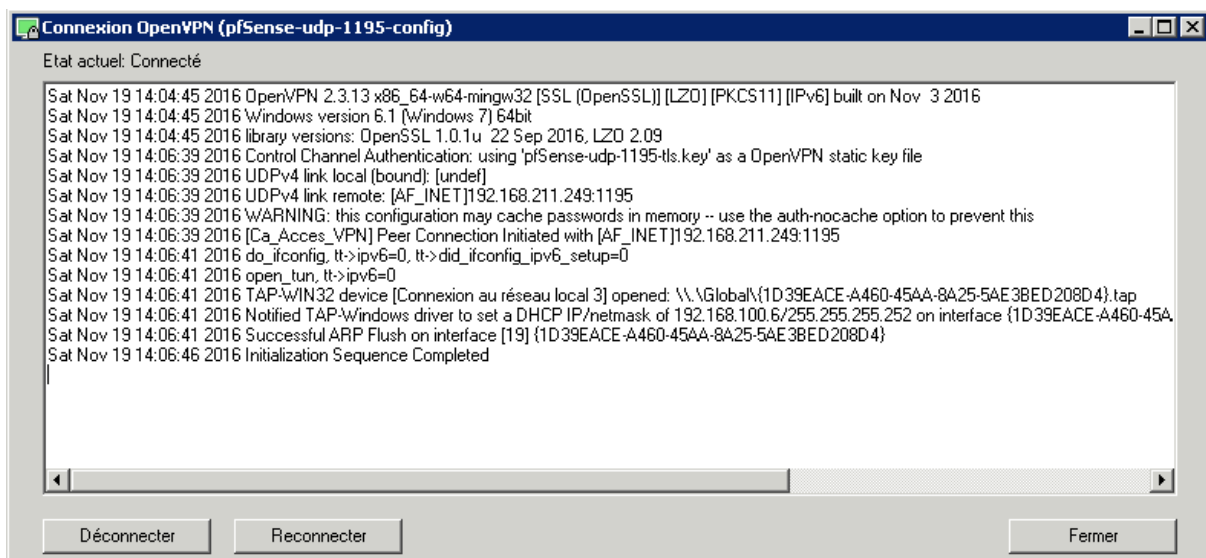 Connexion OpenVPN (pfSense-udp-1195-config)
Etat actuel: Connecté
Sat Nov 19 14:04:45 2016 OpenVPN 2.3.13 x86_64-w64-mingw32 [SSL (OpenSSL)] [LZO] [PKCS11] [IPv6] built on Nov  3 2016
Sat Nov 19 14:04:45 2016 Windows version 6.1 (Windows 7) 64bit
Sat Nov 19 14:04:45 2016 library versions: OpenSSL 1.0.1u  22 Sep 2016, LZO 2.09
Sat Nov 19 14:06:39 2016 Control Channel Authentication: using 'pfSense-udp-1195-tls.key' as a OpenVPN static key file
Sat Nov 19 14:06:39 2016 UDPv4 link local (bound): [undef]
Sat Nov 19 14:06:39 2016 UDPv4 link remote: [AF_INET]192.168.211.249:1195
Sat Nov 19 14:06:39 2016 WARNING: this configuration may cache passwords in memory -- use the auth-nocache option to prevent this
Sat Nov 19 14:06:39 2016 [Ca_Acces_VPN] Peer Connection Initiated with [AF_INET]192.168.211.249:1195
Sat Nov 19 14:06:41 2016 do_ifconfig, tt->ipv6=0, tt->did_ifconfig_ipv6_setup=0
Sat Nov 19 14:06:41 2016 open_tun, tt->ipv6=0
Sat Nov 19 14:06:41 2016 TAP-WIN32 device [Connexion au réseau local 3] opened: \\.\Global\{1D39EACE-A460-45AA-8A25-5AE3BED208D4}.tap
Sat Nov 19 14:06:41 2016 Notified TAP-Windows driver to set a DHCP IP/netmask of 192.168.100.6/255.255.255.252 on interface {1D39EACE-A460-45A
Sat Nov 19 14:06:41 2016 Successful ARP Flush on interface [19] {1D39EACE-A460-45AA-8A25-5AE3BED208D4}
Sat Nov 19 14:06:46 2016 Initialization Sequence Completed
Déconnecter
Reconnecter
Fermer